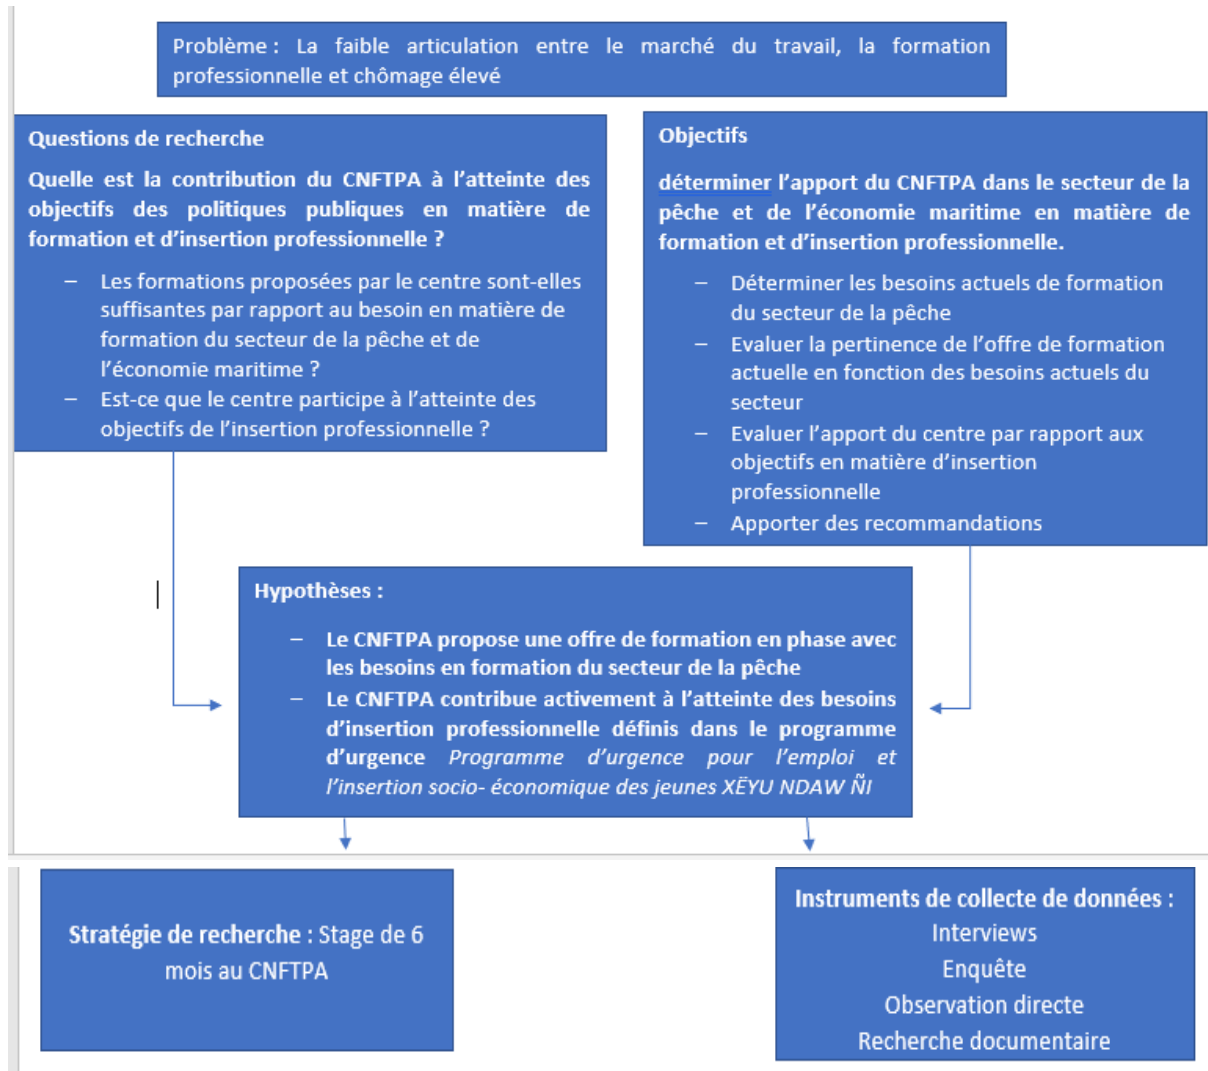 Problème : La faible articulation entre le marché du travail, la formation
professionnelle et chômage élevé
Questions de recherche
Quelle est la contribution du CNFTPA à l’atteinte des
objectifs des politiques publiques en matière de
formation et d’insertion professionnelle ?
– Les formations proposées par le centre sont-elles
suffisantes par rapport au besoin en matière de
formation du secteur de la pêche et de
l’économie maritime ?
– Est-ce que le centre participe à l’atteinte des
objectifs de l’insertion professionnelle ?
Objectifs
déterminer l’apport du CNFTPA dans le secteur de la
pêche et de l’économie maritime en matière de
formation et d’insertion professionnelle.
– Déterminer les besoins actuels de formation
du secteur de la pêche
– Evaluer la pertinence de l’offre de formation
actuelle en fonction des besoins actuels du
secteur
– Evaluer l’apport du centre par rapport aux
objectifs en matière d’insertion
professionnelle
– Apporter des recommandations
Hypothèses :
– Le CNFTPA propose une offre de formation en phase avec
les besoins en formation du secteur de la pêche
– Le CNFTPA contribue activement à l’atteinte des besoins
d’insertion professionnelle définis dans le programme
d’urgence Programme d’urgence pour l’emploi et
l’insertion socio- économique des jeunes XËYU NDAW ÑI
Stratégie de recherche : Stage de 6
mois au CNFTPA
Instruments de collecte de données :
Interviews
Enquête
Observation directe
Recherche documentaire